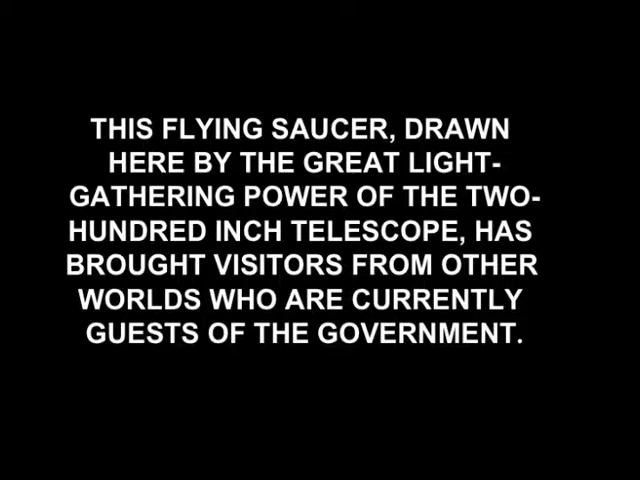 THIS FLYING SAUCER, DRAWN
HERE BY THE GREAT LIGHT-
GATHERING POWER OF THE TWO-
HUNDRED INCH TELESCOPE, HAS
BROUGHT VISITORS FROM OTHER
WORLDS WHO ARE CURRENTLY
GUESTS OF THE GOVERNMENT.